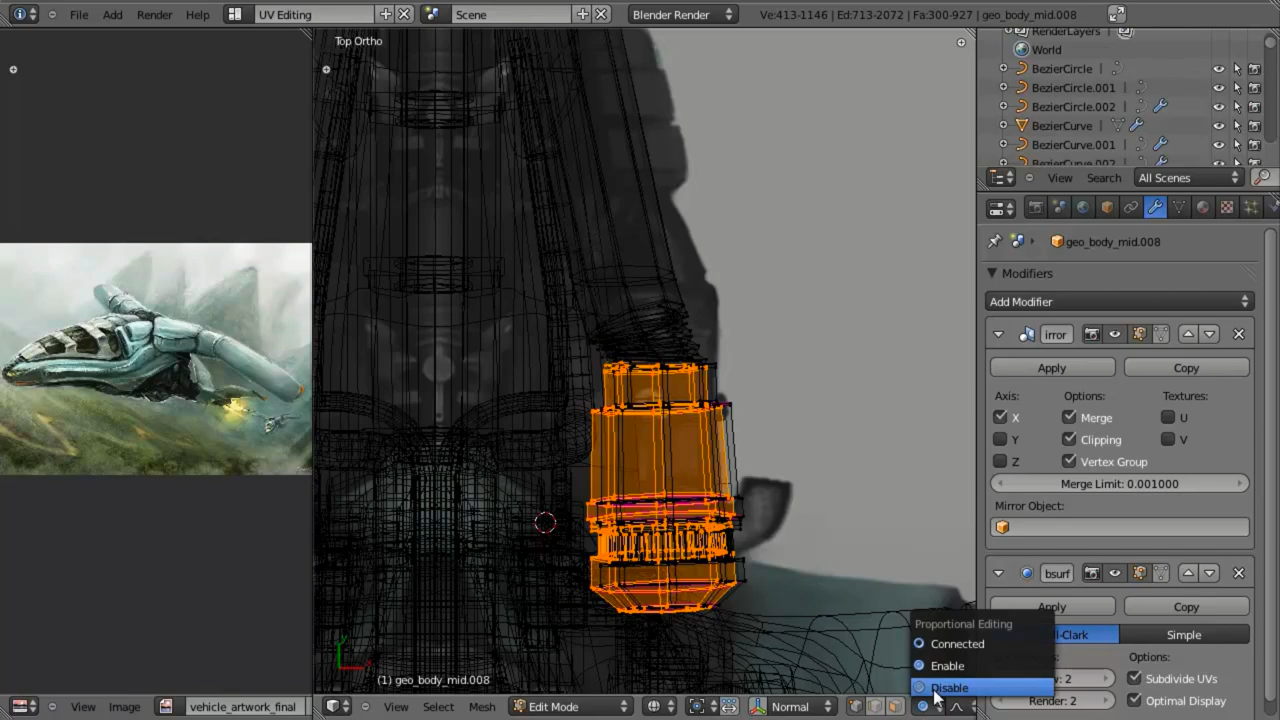 File Add Render Help UV Editing Scene Blender Render Ve:413-1146 | Ed:713-2072 | Fa:300-927 | geo_body_mid.008
Top Ortho
RenderLayers
World
BezierCircle
BezierCircle.001
BezierCircle.002
BezierCurve
BezierCurve.001
BezierCurve.002
View Search All Scenes
geo_body_mid.008
Modifiers
Add Modifier
irror
Apply Copy
Axis: Options: Textures:
X Merge U
Y Clipping V
Z Vertex Group
Merge Limit: 0.001000
Mirror Object:
bsurf
Apply Copy
ll-Clark Simple
Options:
Subdivide UVs
Render: 2 Optimal Display
Proportional Editing
Connected
Enable
Disable
(1) geo_body_mid.008
View Image vehicle_artwork_final View Select Mesh Edit Mode Normal